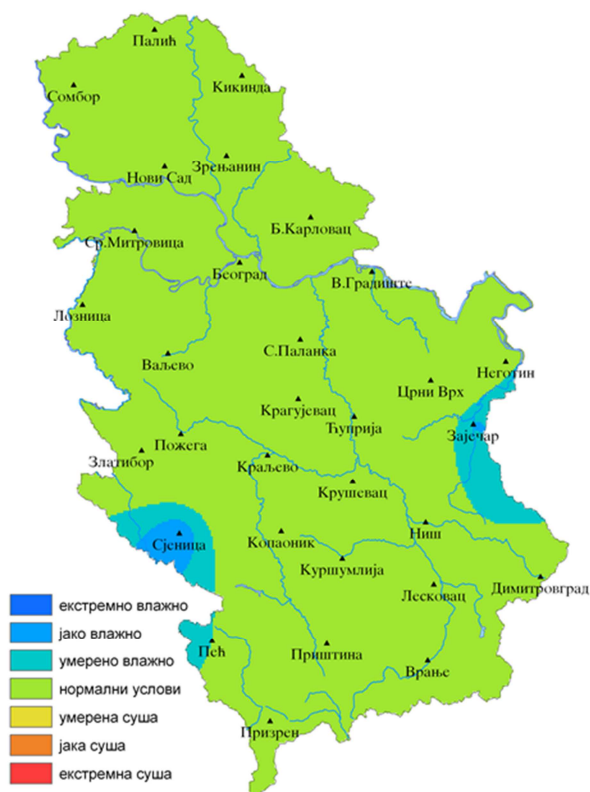 Палић
Кикинда
Сомбор
Зрењанин
Нови Сад
Б.Карловац
Ср.Митровица
Београд
В.Градиште
Лозница
С.Паланка
Ваљево
Неготин
Црни Врх
Крагујевац
Ћуприја
Зајечар
Пожега
Златибор
Краљево
Крушевац
Ниш
Сјеница
Копаоник
Куршумлија
Димитровград
Лесковац
Пећ
Приштина
Врање
Призрен
екстремно влажно
јако влажно
умерено влажно
нормални услови
умерена суша
јака суша
екстремна суша